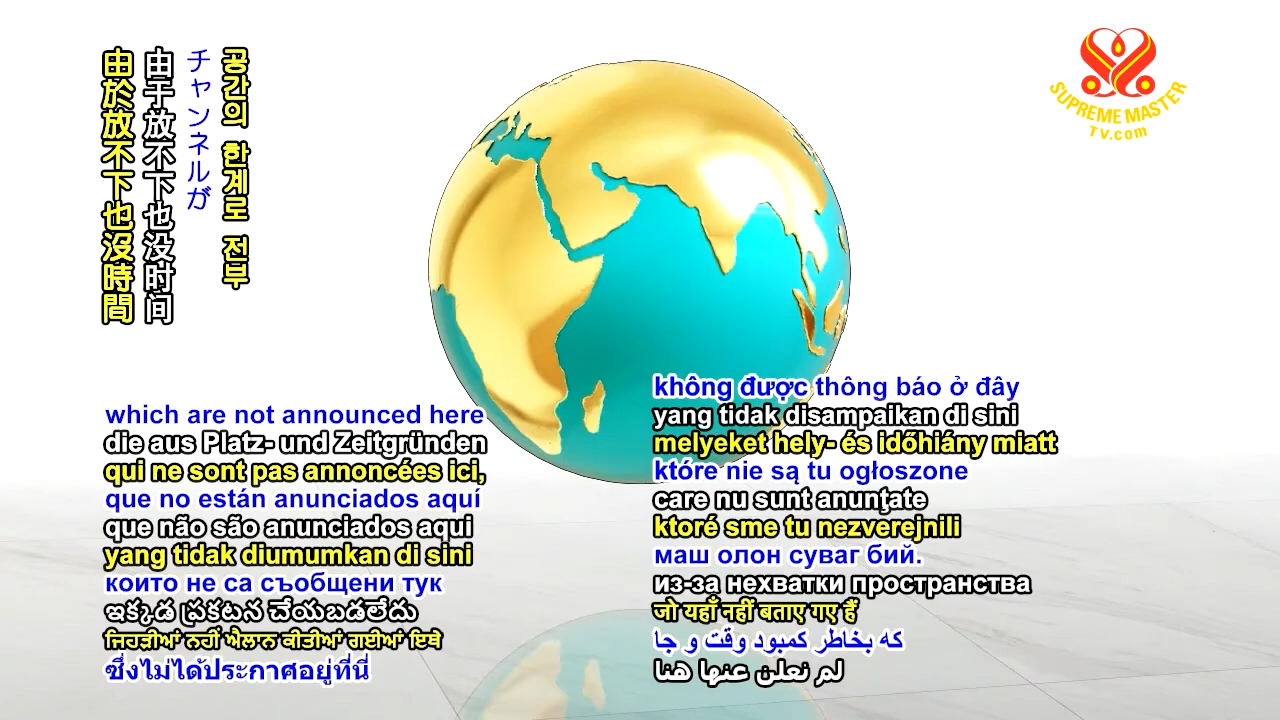 由於放不下也沒時間
由于放不下也没时间
チャンネルが
공간의 한계로 전부
SUPREME MASTER
TV.com
which are not announced here
die aus Platz- und Zeitgründen
qui ne sont pas annoncées ici,
que no están anunciados aquí
que não são anunciados aqui
yang tidak diumumkan di sini
които не са съобщени тук
ఇక్కడ ప్రకటన చేయబడలేదు
ਜਿਹੜੀਆਂ ਨਹੀਂ ਐਲਾਨ ਕੀਤੀਆਂ ਗਈਆਂ ਇਥੇ
ซึ่งไม่ได้ประกาศอยู่ที่นี่
không được thông báo ở đây
yang tidak disampaikan di sini
melyeket hely- és időhiány miatt
które nie są tu ogłoszone
care nu sunt anunţate
ktoré sme tu nezverejnili
маш олон суваг бий.
из-за нехватки пространства
जो यहाँ नहीं बताए गए हैं
که بخاطر کمبود وقت و جا
لم نعلن عنها هنا